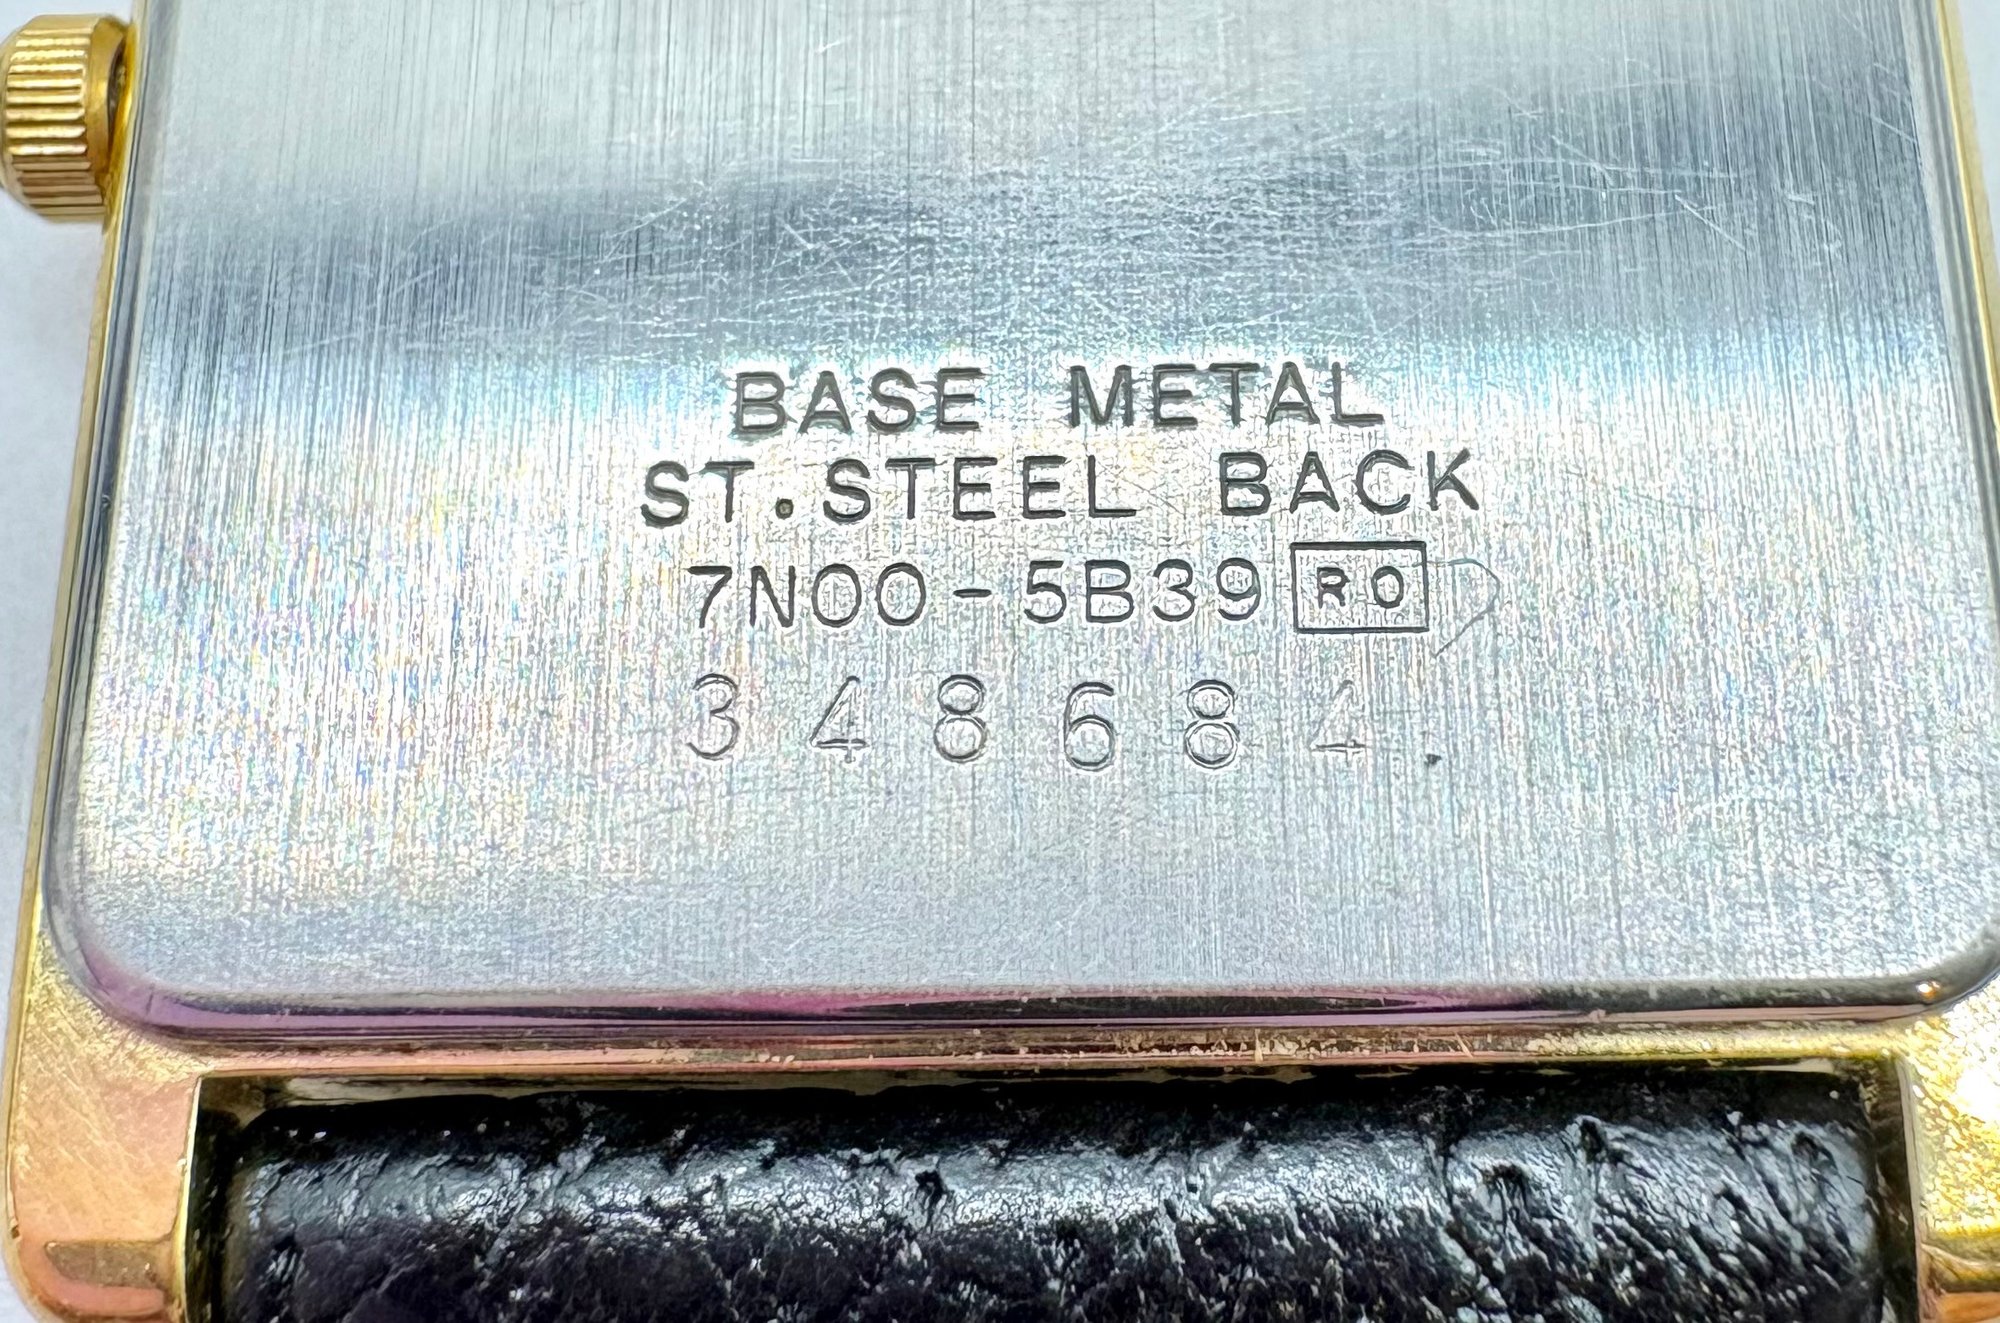 BASE METAL
ST.STEEL BACK
7N00-5B39 RO
348684